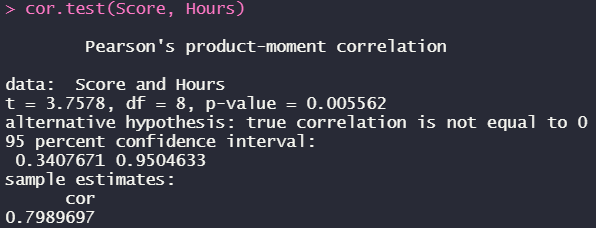 > cor.test(Score, Hours)
Pearson's product-moment correlation
data:  Score and Hours
t = 3.7578, df = 8, p-value = 0.005562
alternative hypothesis: true correlation is not equal to 0
95 percent confidence interval:
 0.3407671 0.9504633
sample estimates:
cor
0.7989697